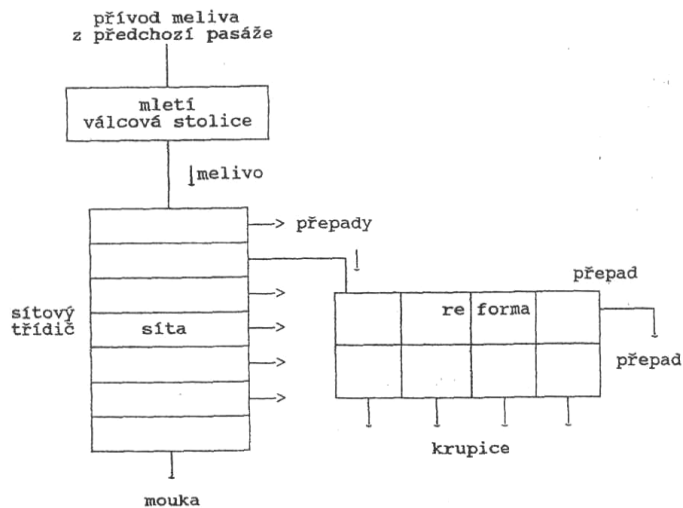 přívod meliva
z předchozí pasáže
mletí
válcová stolice
melivo
přepady
přepad
sítový
třídič
síta
re forma
přepad
krupice
mouka